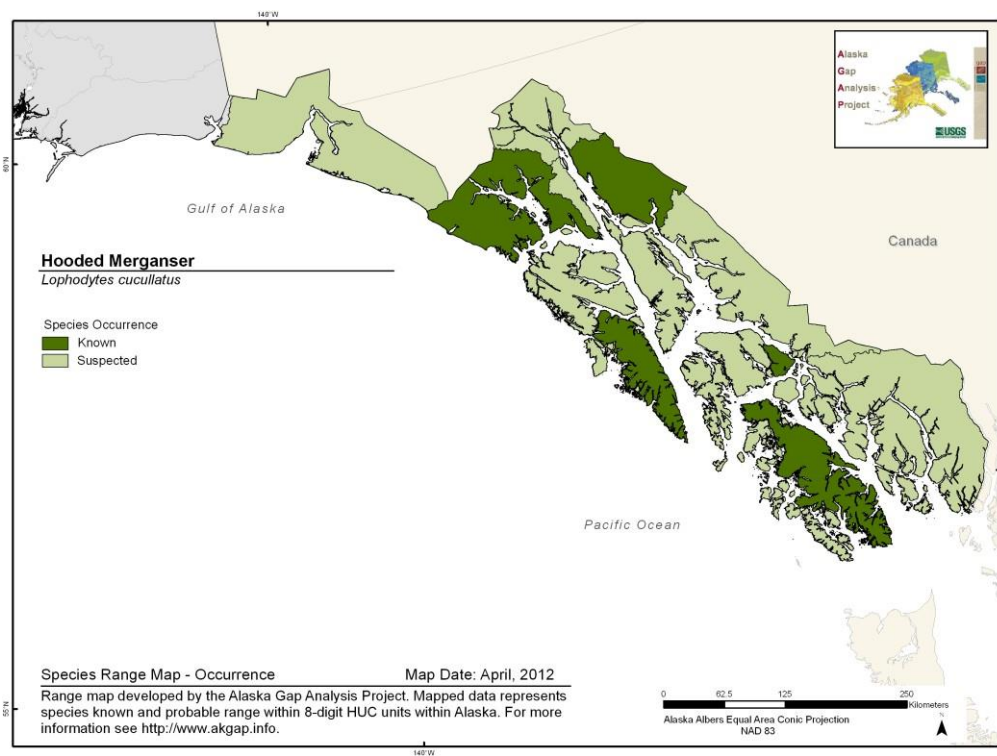 148°W
Alaska
Gap
Analysis
Project
USGS
60°N
Gulf of Alaska
Canada
Hooded Merganser
Lophodytes cucullatus
Species Occurrence
Known
Suspected
Pacific Ocean
Species Range Map - Occurrence Map Date: April, 2012
Range map developed by the Alaska Gap Analysis Project. Mapped data represents
species known and probable range within 8-digit HUC units within Alaska. For more
information see http://www.akgap.info.
0 62.5 125 250
Kilometers
Alaska Albers Equal Area Conic Projection
NAD 83
N
55°N